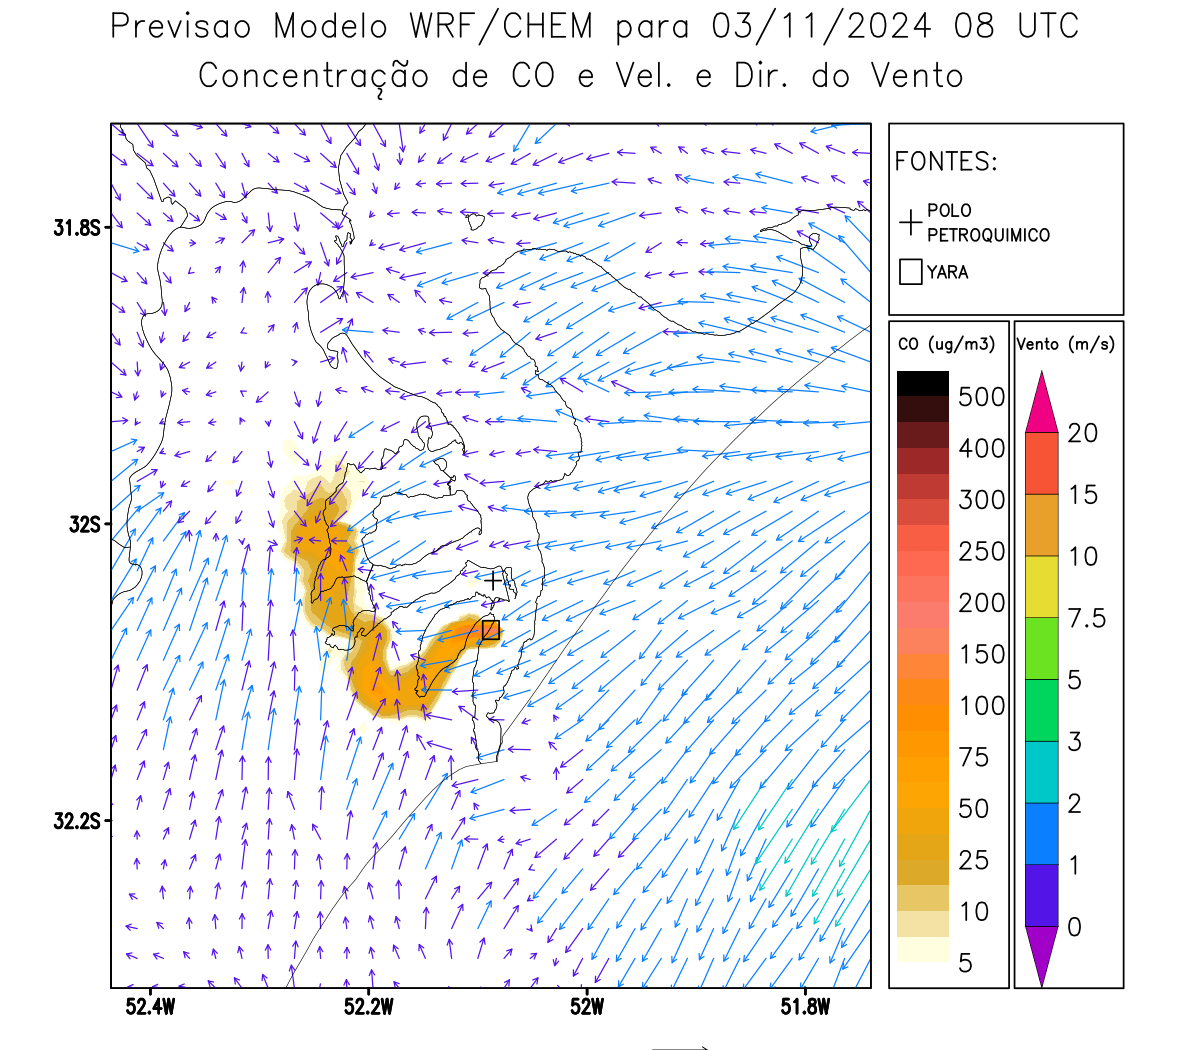 Previsao Modelo WRF/CHEM para 03/11/2024 08 UTC
Concentração de CO e Vel. e Dir. do Vento
FONTES:
POLO
PETROQUIMICO
YARA
CO (ug/m3)
500
400
300
250
200
150
100
75
50
25
10
5
Vento (m/s)
20
15
10
7.5
5
3
2
1
0
31.8S
32S
32.2S
52.4W
52.2W
52W
51.8W